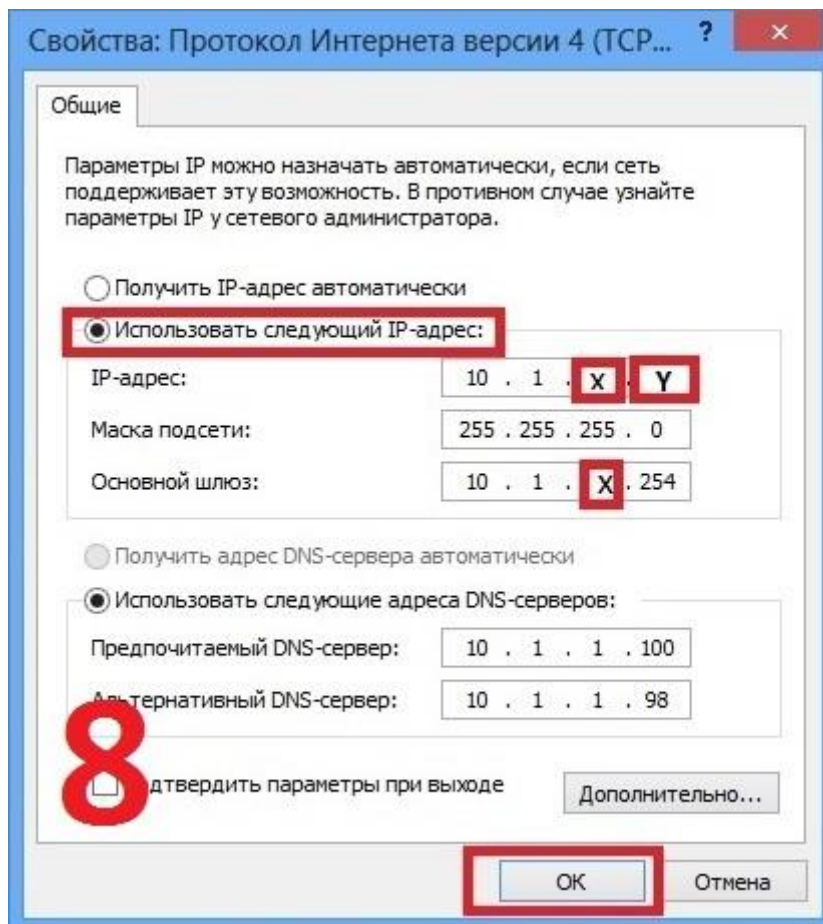 Свойства: Протокол Интернета версии 4 (TCP... ? ×
Общие
Параметры IP можно назначать автоматически, если сеть
поддерживает эту возможность. В противном случае узнайте
параметры IP у сетевого администратора.
Получить IP-адрес автоматически
Использовать следующий IP-адрес:
IP-адрес: 10 . 1 . X . Y
Маска подсети: 255 . 255 . 255 . 0
Основной шлюз: 10 . 1 . X . 254
Получить адрес DNS-сервера автоматически
Использовать следующие адреса DNS-серверов:
Предпочитаемый DNS-сервер: 10 . 1 . 1 . 100
Альтернативный DNS-сервер: 10 . 1 . 1 . 98
8
Подтвердить параметры при выходе
Дополнительно...
OK Отмена